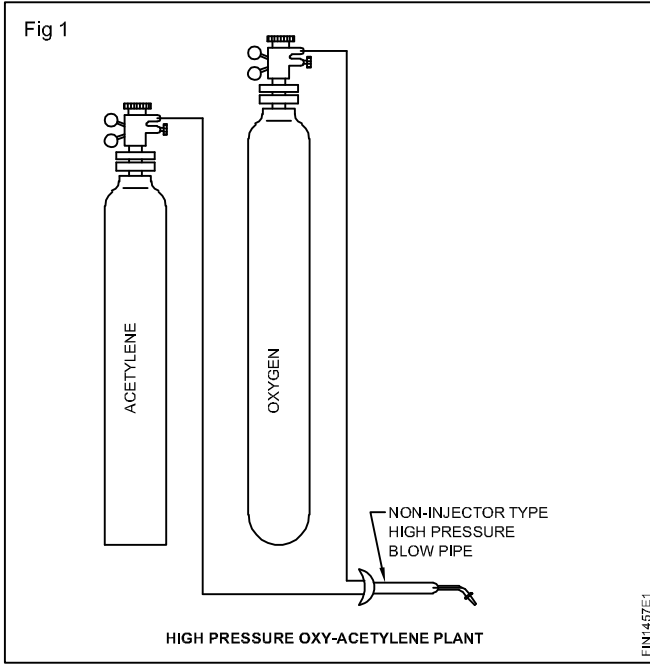 Fig 1
ACETYLENE
OXYGEN
NON-INJECTOR TYPE
HIGH PRESSURE
BLOW PIPE
HIGH PRESSURE OXY-ACETYLENE PLANT
FIN1457E1